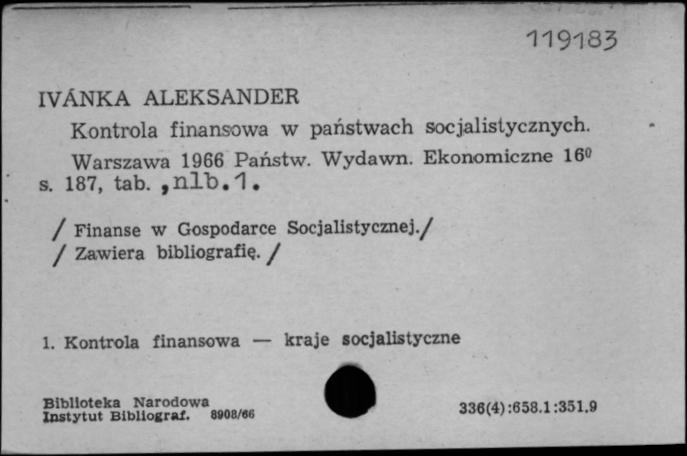 119183
IVÁNKA ALEKSANDER
Kontrola finansowa w państwach socjalistycznych.
Warszawa 1966 Państw. Wydawn. Ekonomiczne 16⁰
s. 187, tab. ,nlb.1.
/ Finanse w Gospodarce Socjalistycznej./
/ Zawiera bibliografię. /
1. Kontrola finansowa — kraje socjalistyczne
Biblioteka Narodowa
Instytut Bibliograf. 8908/66
336(4):658.1:351.9